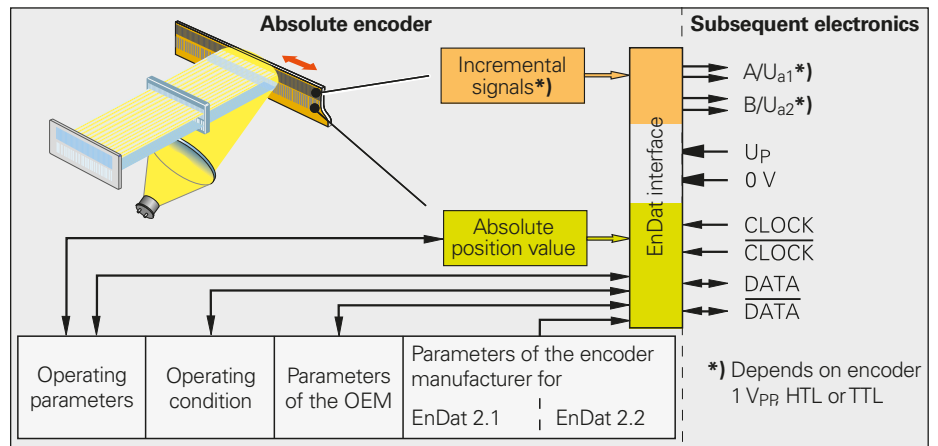 Absolute encoder
Subsequent electronics
Incremental
signals*)
A/Ua1*)
B/Ua2*)
UP
0 V
EnDat interface
Absolute
position value
CLOCK
CLOCK
DATA
DATA
Operating
parameters
Operating
condition
Parameters
of the OEM
Parameters of the encoder
manufacturer for
EnDat 2.1
EnDat 2.2
*) Depends on encoder
1 VPP, HTL or TTL